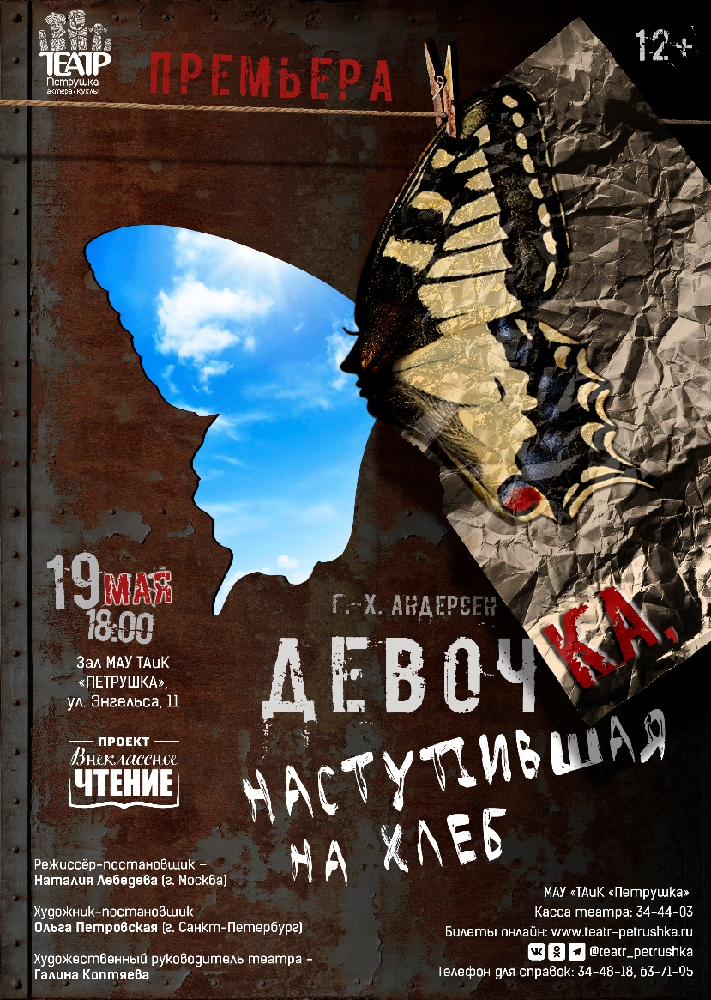 ТЕАТР
Петрушка
актера • куклы
ПРЕМЬЕРА
12+
19 МАЯ
18:00
Зал МАУ ТАиК
«ПЕТРУШКА»,
ул. Энгельса, 11
ПРОЕКТ
Внеклассное
ЧТЕНИЕ
Г.-Х. АНДЕРСЕН
ДЕВОЧКА,
НАСТУПИВШАЯ
НА ХЛЕБ
Режиссёр-постановщик –
Наталия Лебедева (г. Москва)
Художник-постановщик –
Ольга Петровская (г. Санкт-Петербург)
Художественный руководитель театра –
Галина Коптяева
МАУ «ТАиК «Петрушка»
Касса театра: 34-44-03
Билеты онлайн: www.teatr-petrushka.ru
@teatr_petrushka
Телефон для справок: 34-48-18, 63-71-95